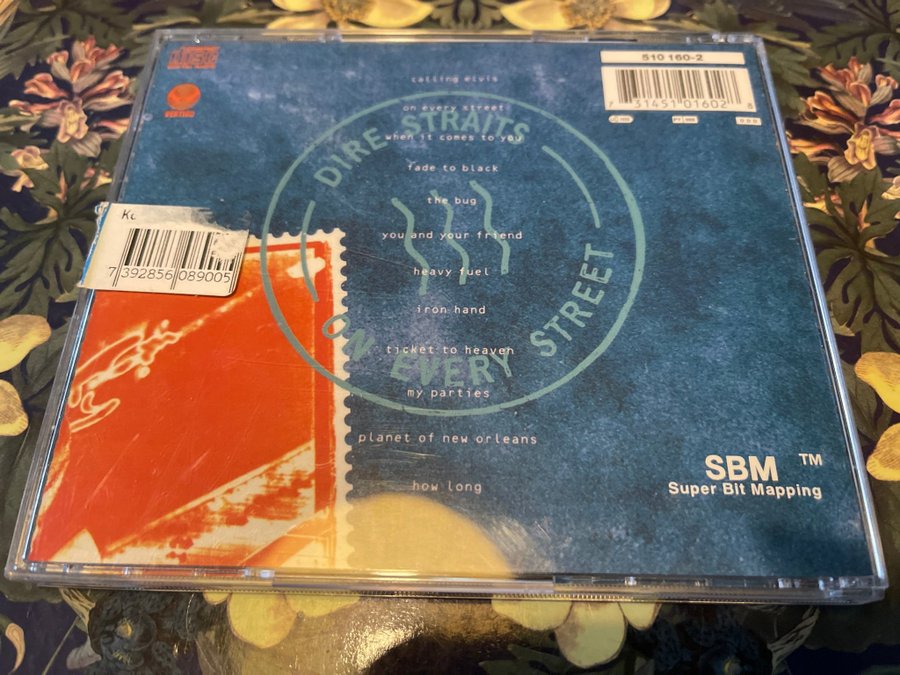 510 160-2
7 31451 01602 8
DDD
VERTIGO
calling elvis
on every street
when it comes to you
fade to black
the bug
you and your friend
heavy fuel
iron hand
ticket to heaven
my parties
planet of new orleans
how long
DIRE STRAITS
ON EVERY STREET
7 392856 089005
SBM TM
Super Bit Mapping